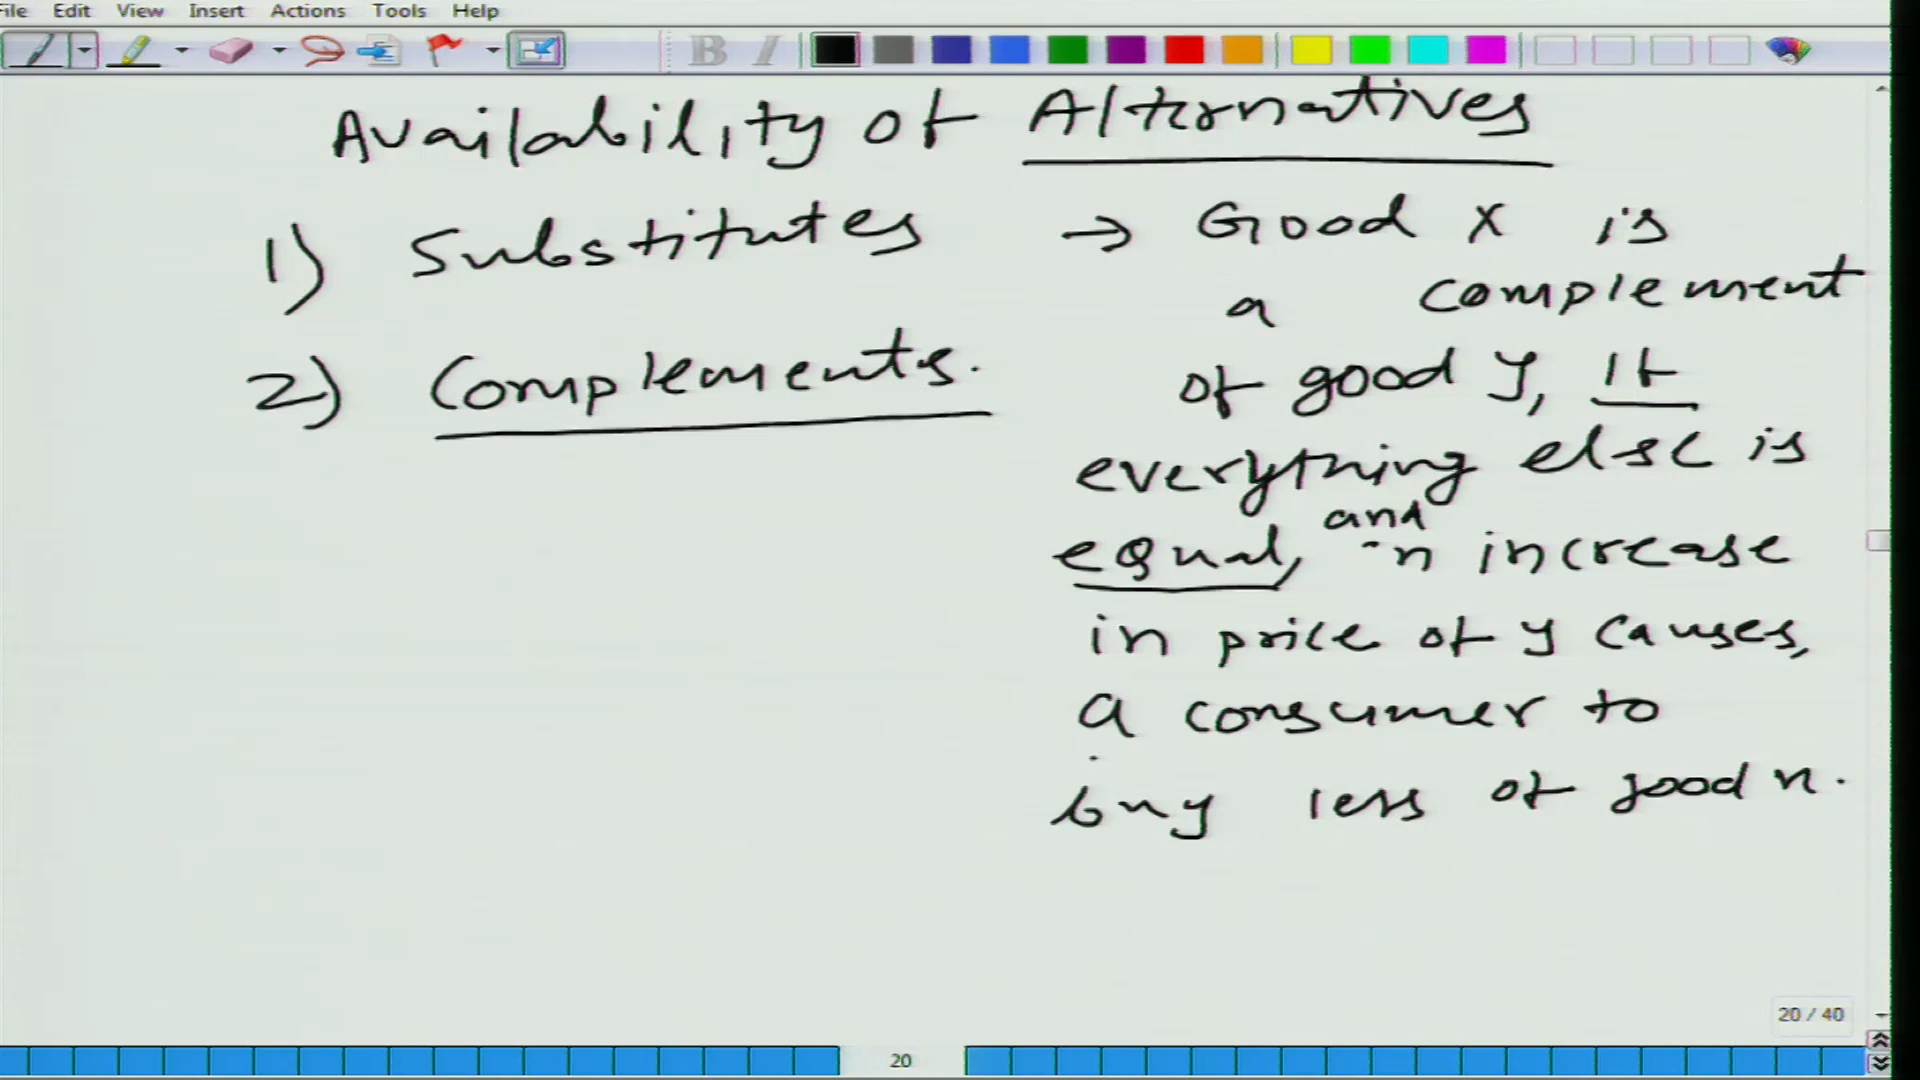 File Edit View Insert Actions Tools Help
B I
Availability of Alternatives
1) Substitutes
2) Complements.
→ Good X is
a complement
of good y, if
everything else is
equal, and n increase
in price of y causes,
a consumer to
buy less of good x.
20 / 40
20